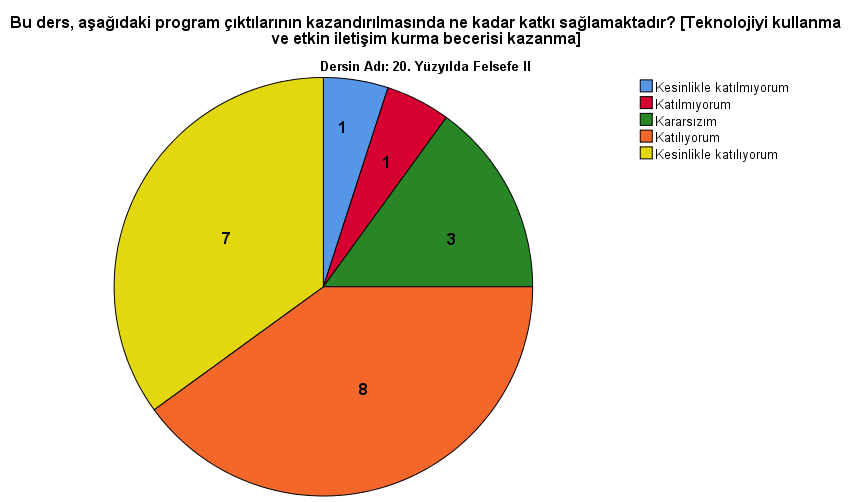 Bu ders, aşağıdaki program çıktılarının kazandırılmasında ne kadar katkı sağlamaktadır? [Teknolojiyi kullanma
ve etkin iletişim kurma becerisi kazanma]
Dersin Adı: 20. Yüzyılda Felsefe II
Kesinlikle katılmıyorum
Katılmıyorum
Kararsızım
Katılıyorum
Kesinlikle katılıyorum
1
1
3
7
8